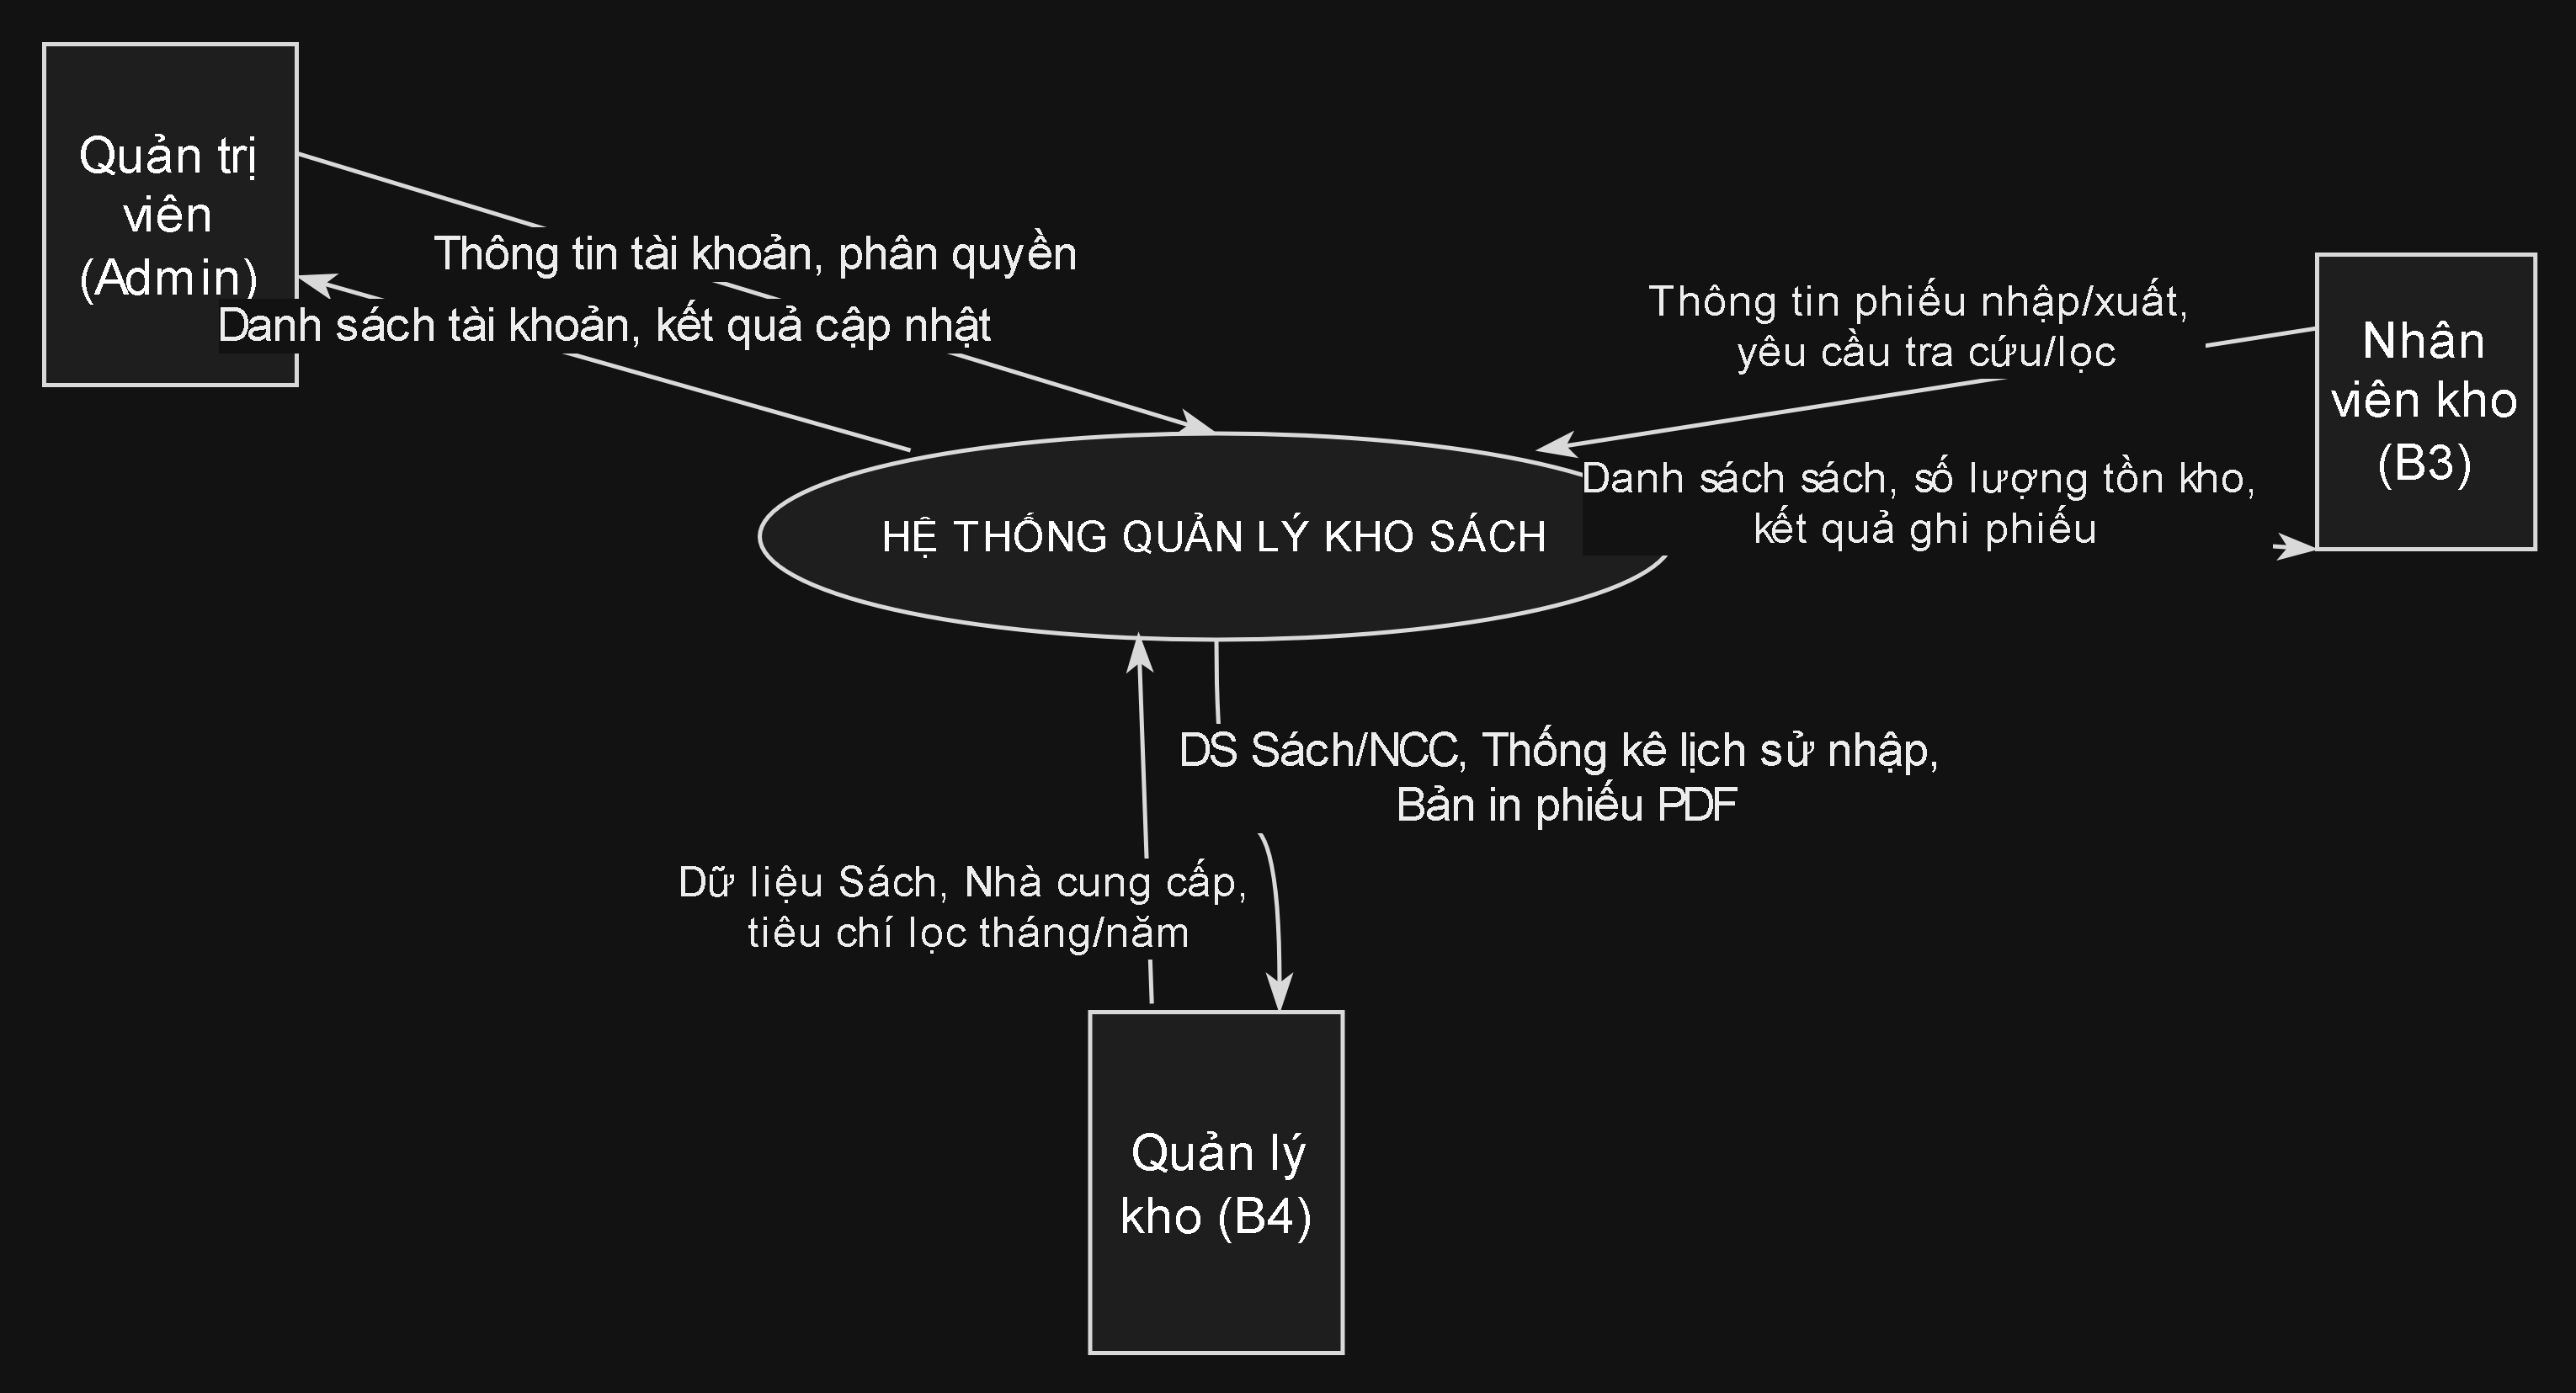 Quản trị
viên
(Admin)
Thông tin tài khoản, phân quyền
Danh sách tài khoản, kết quả cập nhật
Thông tin phiếu nhập/xuất,
yêu cầu tra cứu/lọc
Nhân
viên kho
(B3)
Danh sách sách, số lượng tồn kho,
kết quả ghi phiếu
HỆ THỐNG QUẢN LÝ KHO SÁCH
DS Sách/NCC, Thống kê lịch sử nhập,
Bản in phiếu PDF
Dữ liệu Sách, Nhà cung cấp,
tiêu chí lọc tháng/năm
Quản lý
kho (B4)